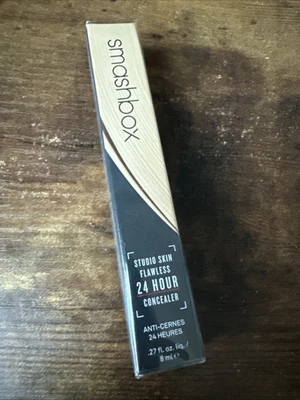 smashbox
STUDIO SKIN
FLAWLESS
24 HOUR
CONCEALER
ANTI-CERNES
24 HEURES
.27 fl. oz. liq. /
8 ml ℮